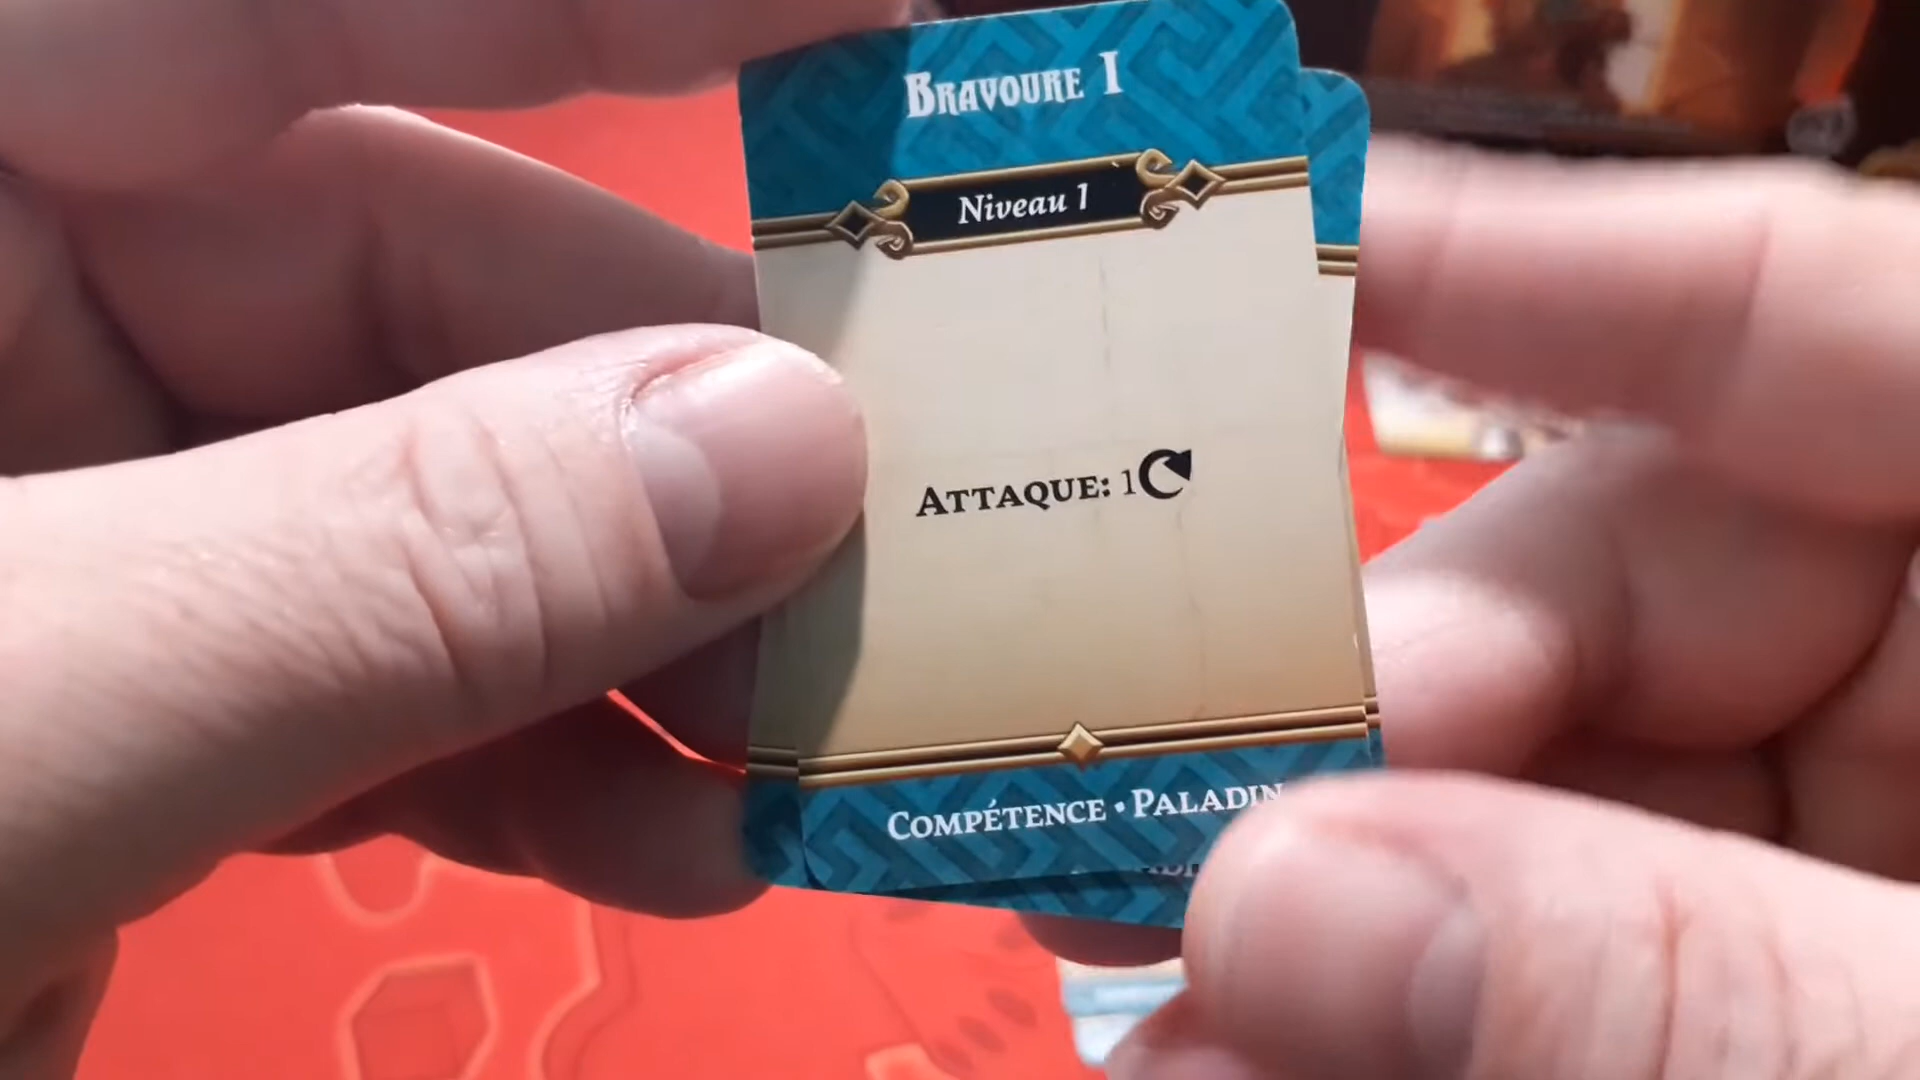 Bravoure I
Niveau 1
Attaque: 1
Compétence • Paladin